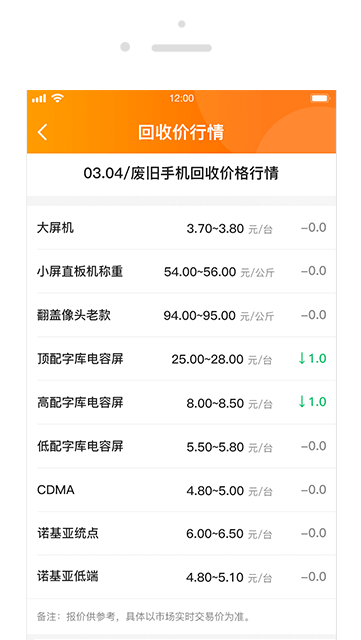 12:00
回收价行情
03.04/废旧手机回收价格行情
大屏机 3.70~3.80 元/台 -0.0
小屏直板机称重 54.00~56.00 元/公斤 -0.0
翻盖像头老款 94.00~95.00 元/公斤 -0.0
顶配字库电容屏 25.00~28.00 元/台 ↓1.0
高配字库电容屏 8.00~8.50 元/台 ↓1.0
低配字库电容屏 5.50~5.80 元/台 -0.0
CDMA 4.80~5.00 元/台 -0.0
诺基亚统点 6.00~6.50 元/台 -0.0
诺基亚低端 4.80~5.10 元/台 -0.0
备注：报价供参考，具体以市场实时交易价为准。